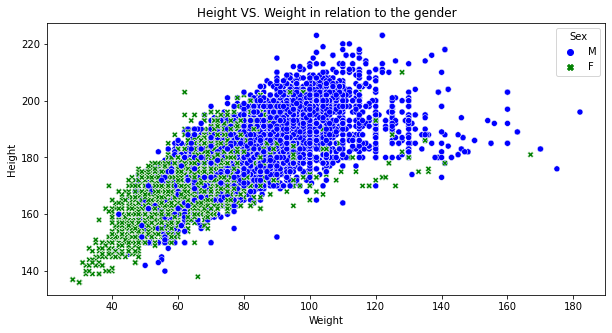 Height VS. Weight in relation to the gender
Sex
M
F
220
200
180
160
140
Height
40 60 80 100 120 140 160 180
Weight